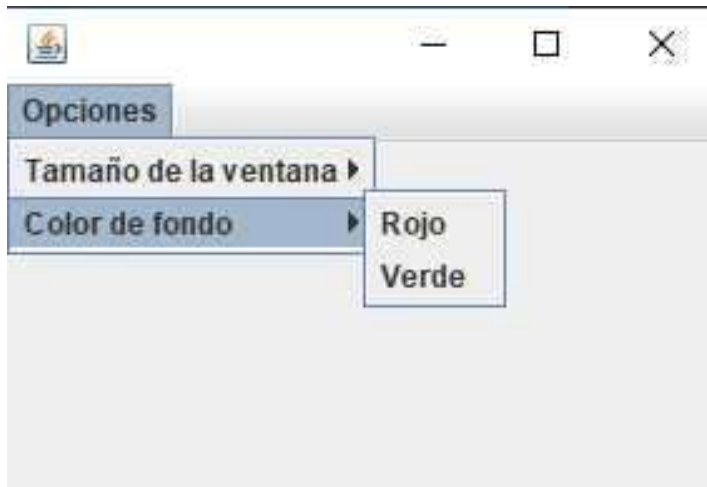 Opciones
Tamaño de la ventana
Color de fondo
Rojo
Verde